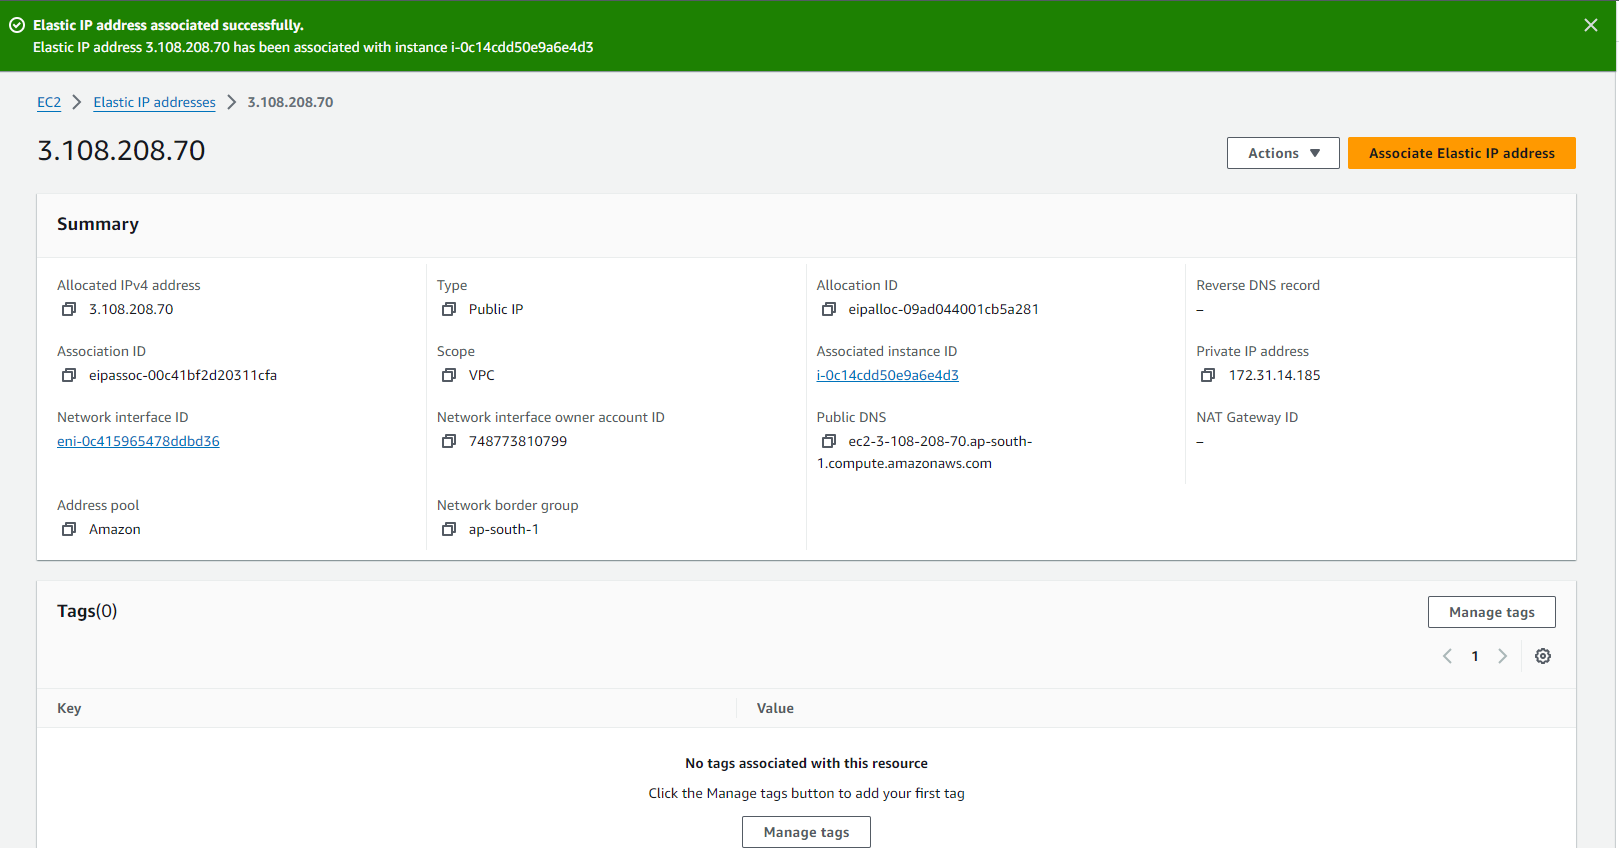 Elastic IP address associated successfully.
Elastic IP address 3.108.208.70 has been associated with instance i-0c14cdd50e9a6e4d3
EC2 Elastic IP addresses 3.108.208.70
3.108.208.70
Actions
Associate Elastic IP address
Summary
Allocated IPv4 address
3.108.208.70
Type
Public IP
Allocation ID
eipalloc-09ad044001cb5a281
Reverse DNS record
–
Association ID
eipassoc-00c41bf2d20311cfa
Scope
VPC
Associated instance ID
i-0c14cdd50e9a6e4d3
Private IP address
172.31.14.185
Network interface ID
eni-0c415965478ddbd36
Network interface owner account ID
748773810799
Public DNS
ec2-3-108-208-70.ap-south-
1.compute.amazonaws.com
NAT Gateway ID
–
Address pool
Amazon
Network border group
ap-south-1
Tags(0)
Manage tags
1
Key
Value
No tags associated with this resource
Click the Manage tags button to add your first tag
Manage tags